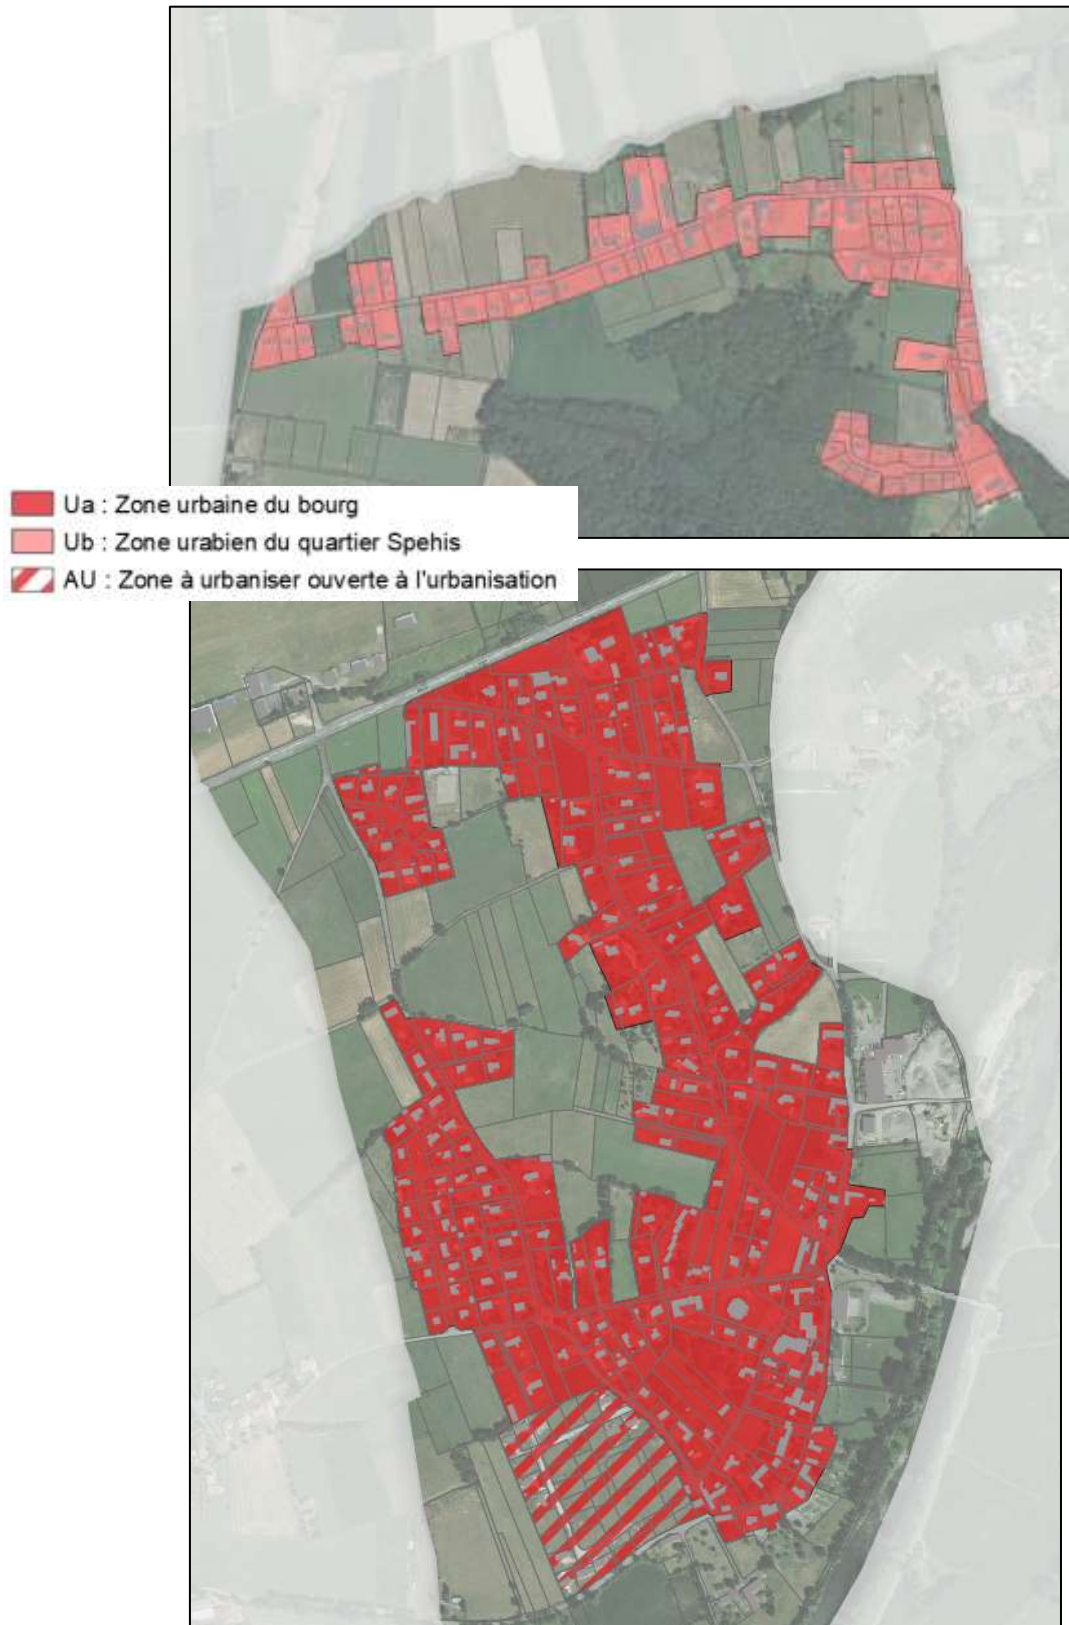 Ua : Zone urbaine du bourg
Ub : Zone urabien du quartier Spehis
AU : Zone à urbaniser ouverte à l'urbanisation